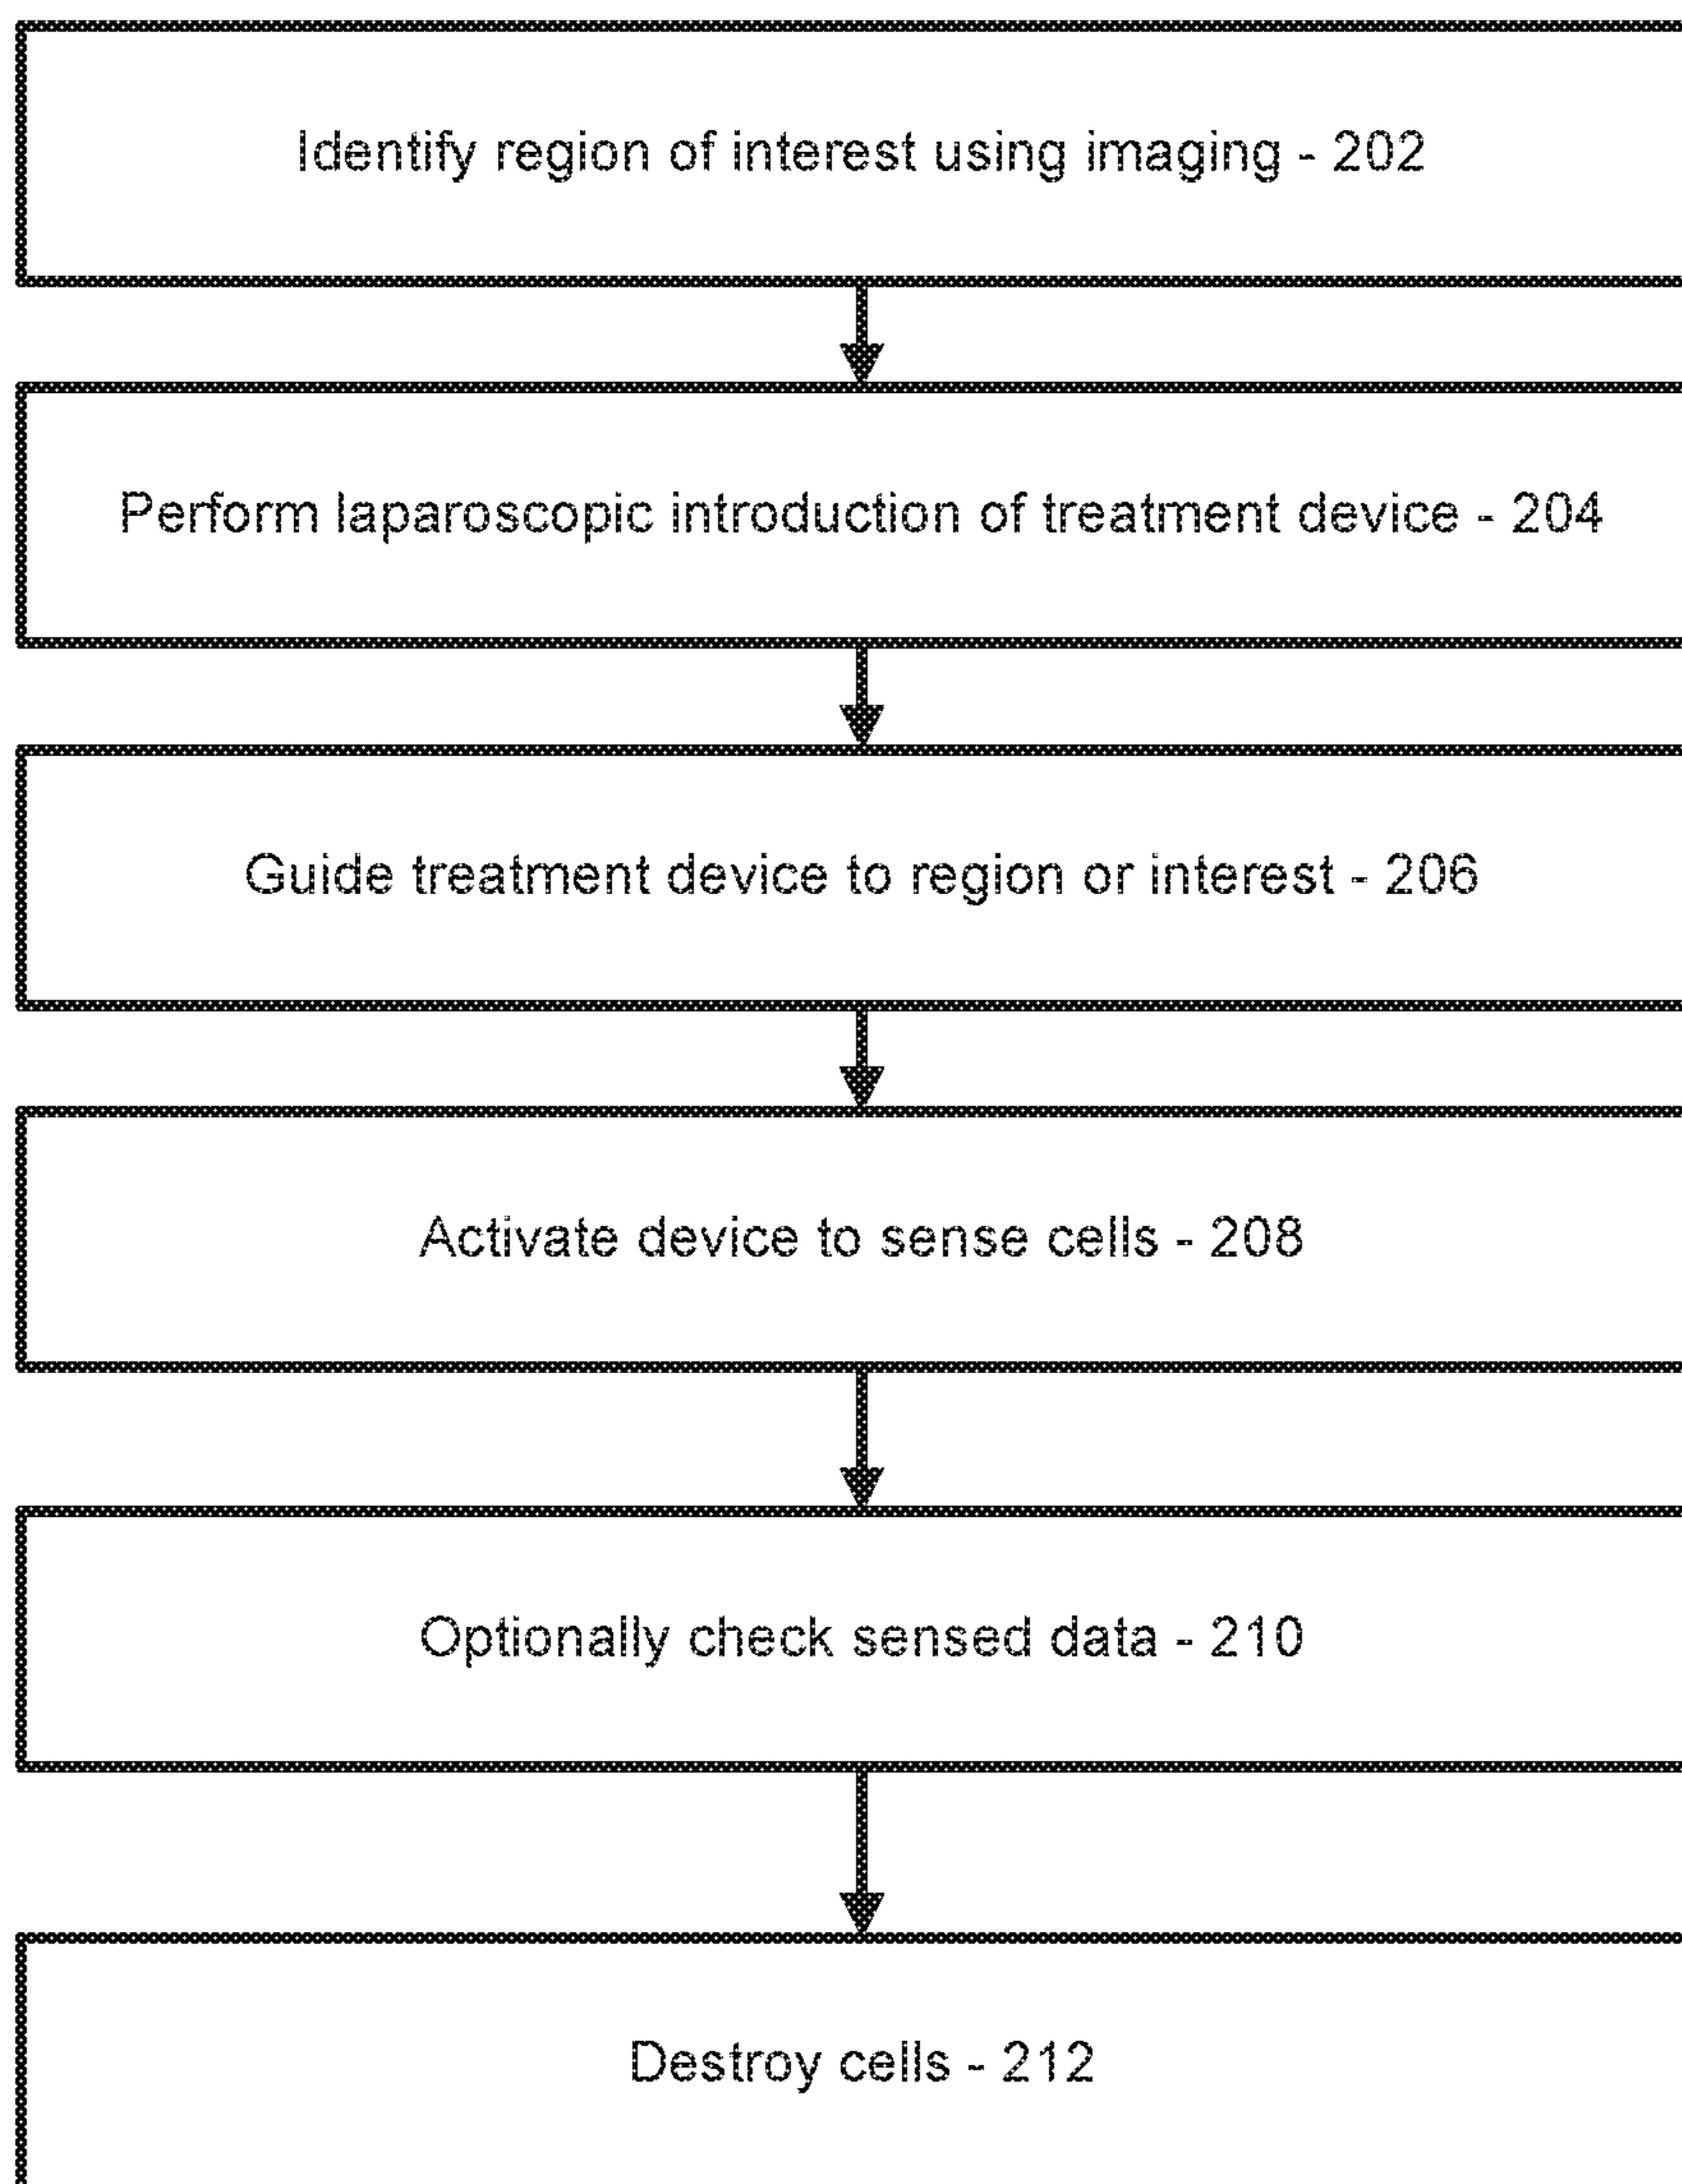 Identify region of interest using imaging - 202
Perform laparoscopic introduction of treatment device - 204
Guide treatment device to region or interest - 206
Activate device to sense cells - 208
Optionally check sensed data - 210
Destroy cells - 212